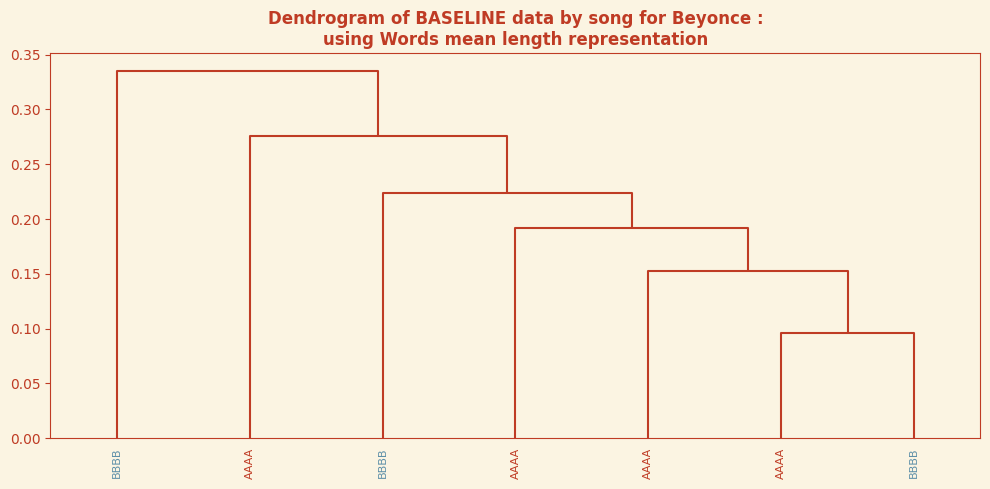 Dendrogram of BASELINE data by song for Beyonce :
using Words mean length representation
0.35
0.30
0.25
0.20
0.15
0.10
0.05
0.00
BBBB
AAAA
BBBB
AAAA
AAAA
AAAA
BBBB